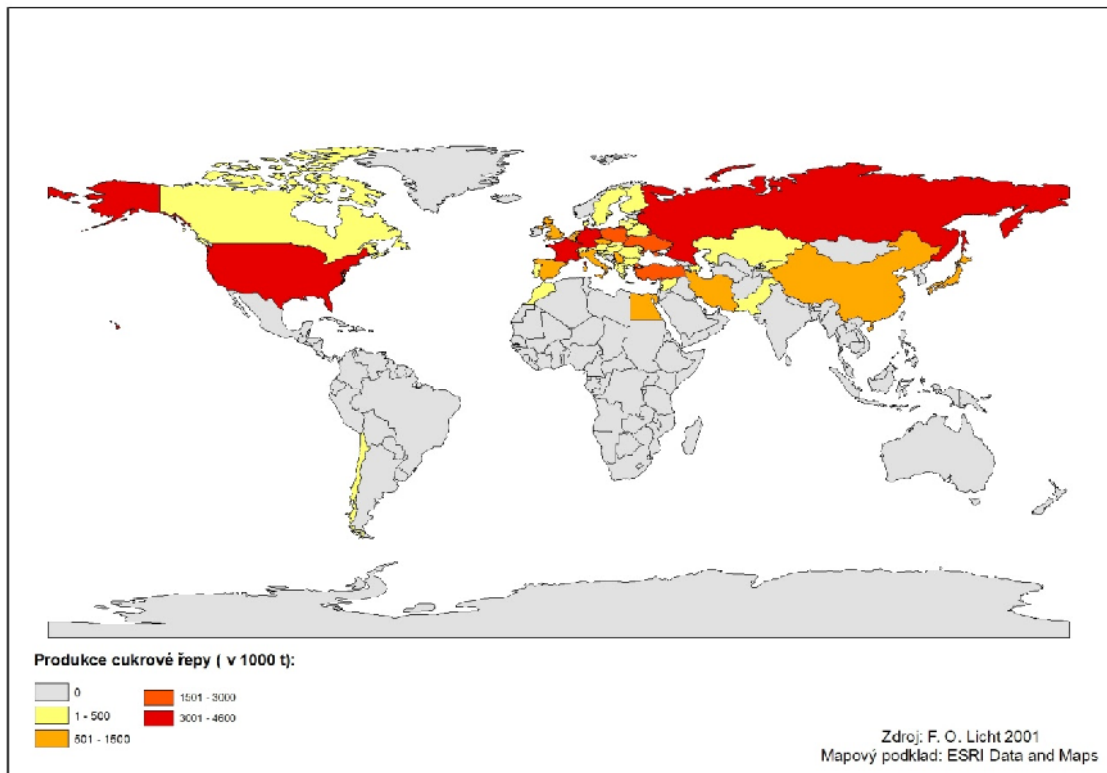 Produkce cukrové řepy ( v 1000 t):
0
1 - 500
501 - 1500
1501 - 3000
3001 - 4600
Zdroj: F. O. Licht 2001
Mapový podklad: ESRI Data and Maps